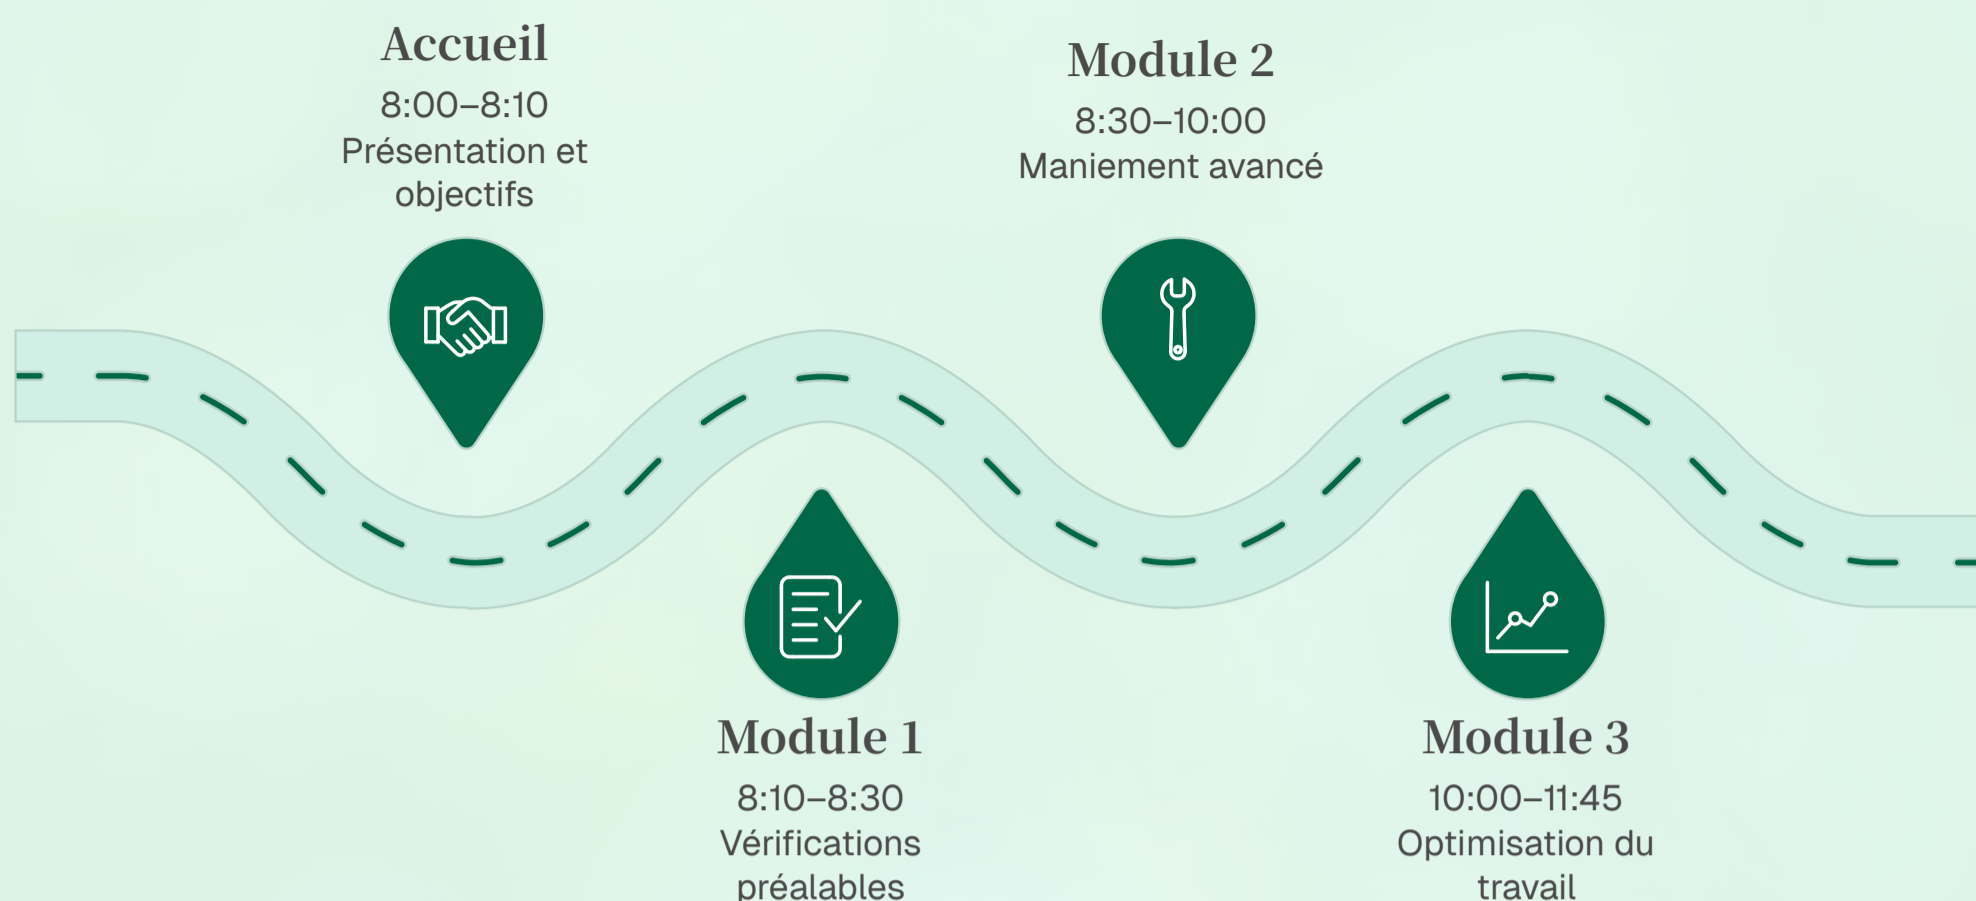 Accueil
8:00–8:10
Présentation et
objectifs
Module 1
8:10–8:30
Vérifications
préalables
Module 2
8:30–10:00
Maniement avancé
Module 3
10:00–11:45
Optimisation du
travail